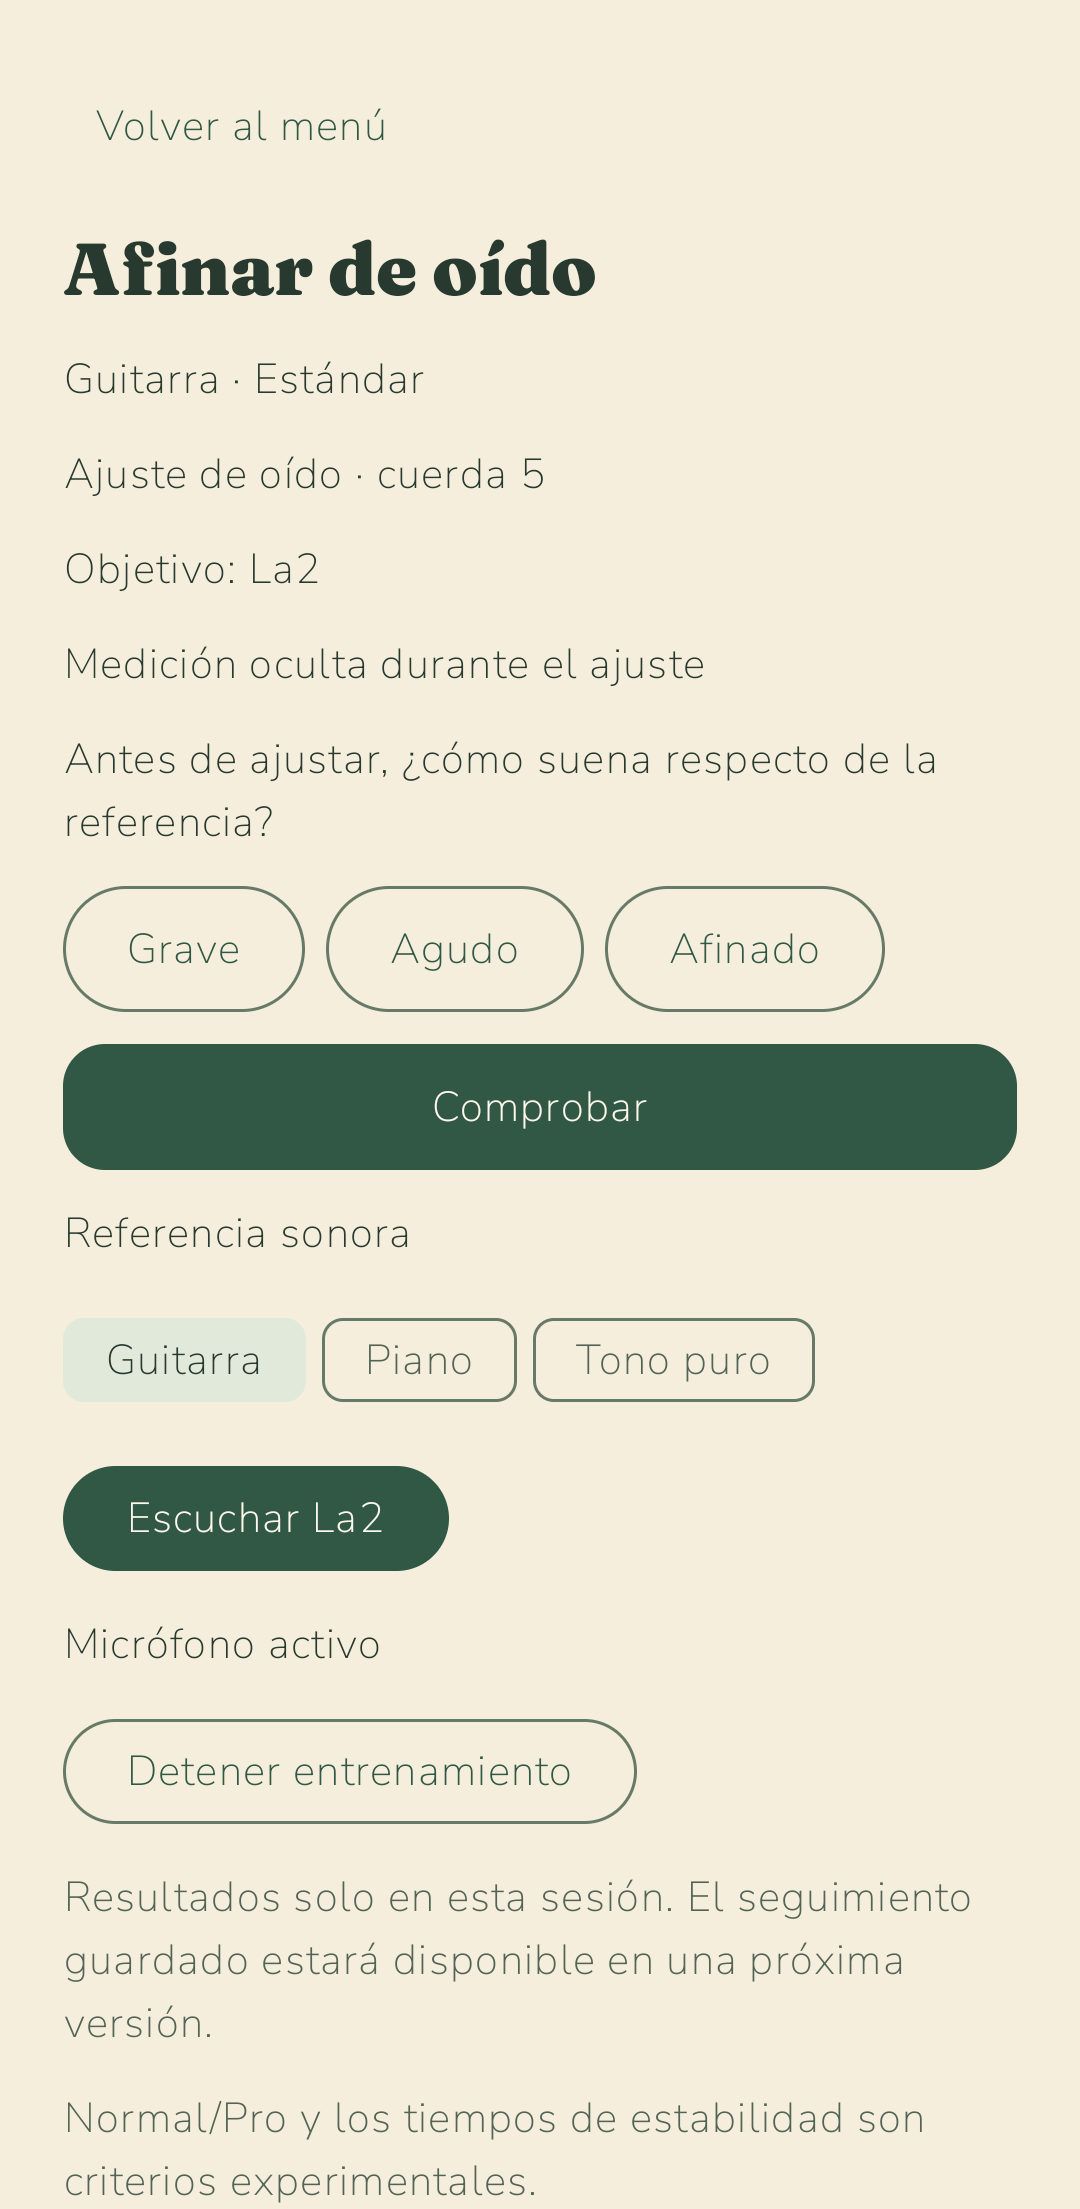 Volver al menú
Afinar de oído
Guitarra · Estándar
Ajuste de oído · cuerda 5
Objetivo: La2
Medición oculta durante el ajuste
Antes de ajustar, ¿cómo suena respecto de la
referencia?
Grave Agudo Afinado
Comprobar
Referencia sonora
Guitarra Piano Tono puro
Escuchar La2
Micrófono activo
Detener entrenamiento
Resultados solo en esta sesión. El seguimiento
guardado estará disponible en una próxima
versión.
Normal/Pro y los tiempos de estabilidad son
criterios experimentales.